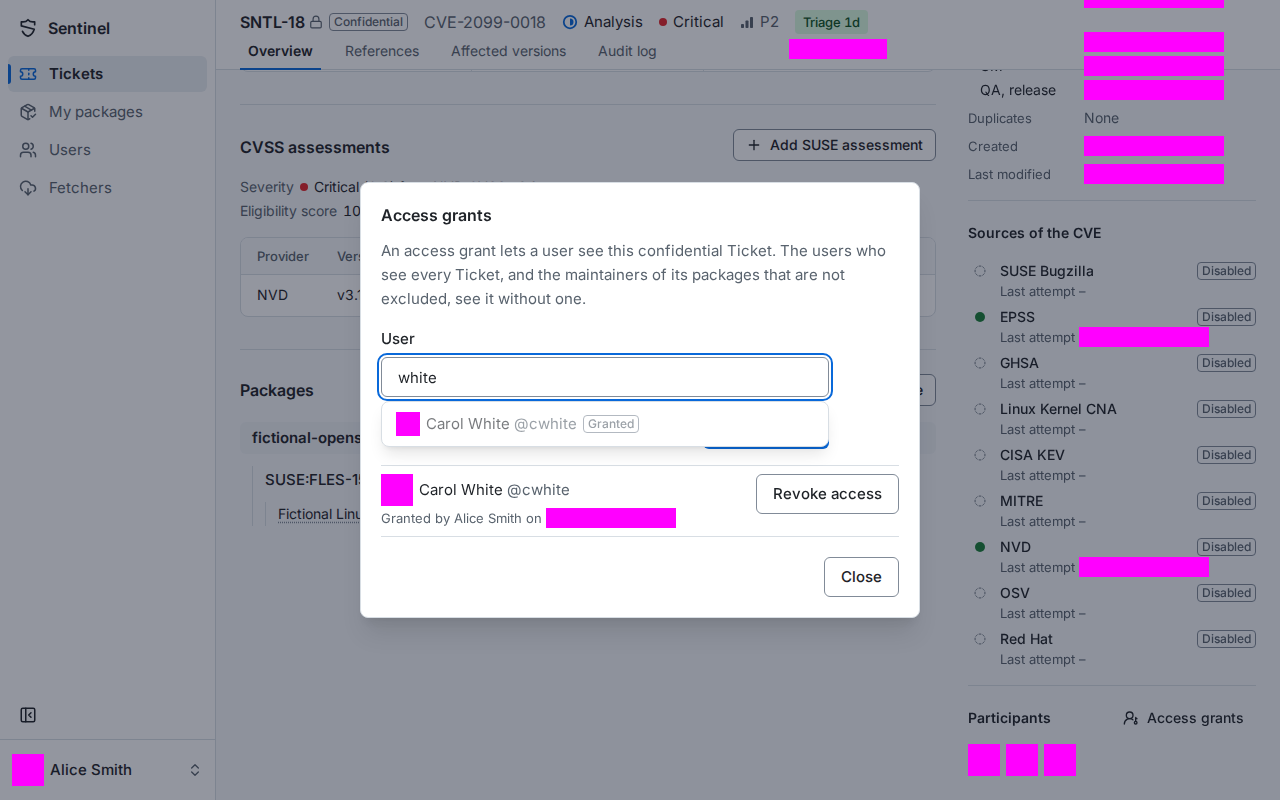 Sentinel
Tickets
My packages
Users
Fetchers
Alice Smith
SNTL-18 Confidential CVE-2099-0018 Analysis Critical P2 Triage 1d
Overview References Affected versions Audit log
CVSS assessments
Add SUSE assessment
Severity Critical
Eligibility score 10
Provider
NVD v3.
Packages
fictional-opens
SUSE:FLES-15
Fictional Linu
Access grants
An access grant lets a user see this confidential Ticket. The users who
see every Ticket, and the maintainers of its packages that are not
excluded, see it without one.
User
white
Carol White @cwhite Granted
Carol White @cwhite
Revoke access
Granted by Alice Smith on
Close
QA, release
Duplicates None
Created
Last modified
Sources of the CVE
SUSE Bugzilla Disabled
Last attempt –
EPSS Disabled
Last attempt
GHSA Disabled
Last attempt –
Linux Kernel CNA Disabled
Last attempt –
CISA KEV Disabled
Last attempt –
MITRE Disabled
Last attempt –
NVD Disabled
Last attempt
OSV Disabled
Last attempt –
Red Hat Disabled
Last attempt –
Participants Access grants